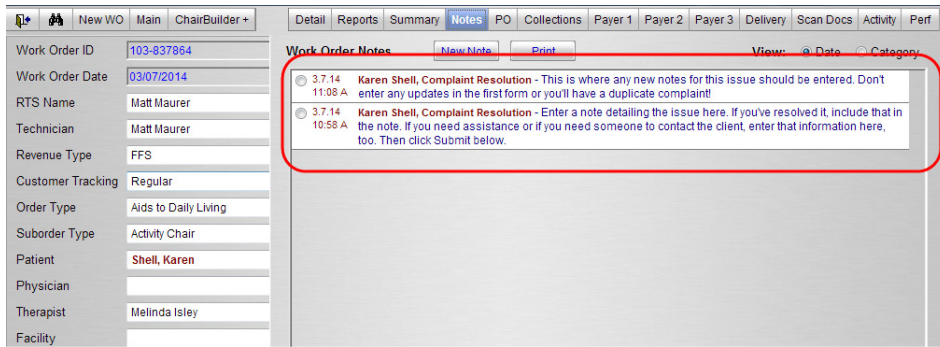 New WO Main ChairBuilder + Detail Reports Summary Notes PO Collections Payer 1 Payer 2 Payer 3 Delivery Scan Docs Activity Perf
Work Order ID 103-837864
Work Order Date 03/07/2014
RTS Name Matt Maurer
Technician Matt Maurer
Revenue Type FFS
Customer Tracking Regular
Order Type Aids to Daily Living
Suborder Type Activity Chair
Patient Shell, Karen
Physician
Therapist Melinda Isley
Facility
Work Order Notes New Note Print View: Date Category
3.7.14 Karen Shell, Complaint Resolution - This is where any new notes for this issue should be entered. Don't
11:08 A enter any updates in the first form or you'll have a duplicate complaint!
3.7.14 Karen Shell, Complaint Resolution - Enter a note detailing the issue here. If you've resolved it, include that in
10:58 A the note. If you need assistance or if you need someone to contact the client, enter that information here,
too. Then click Submit below.